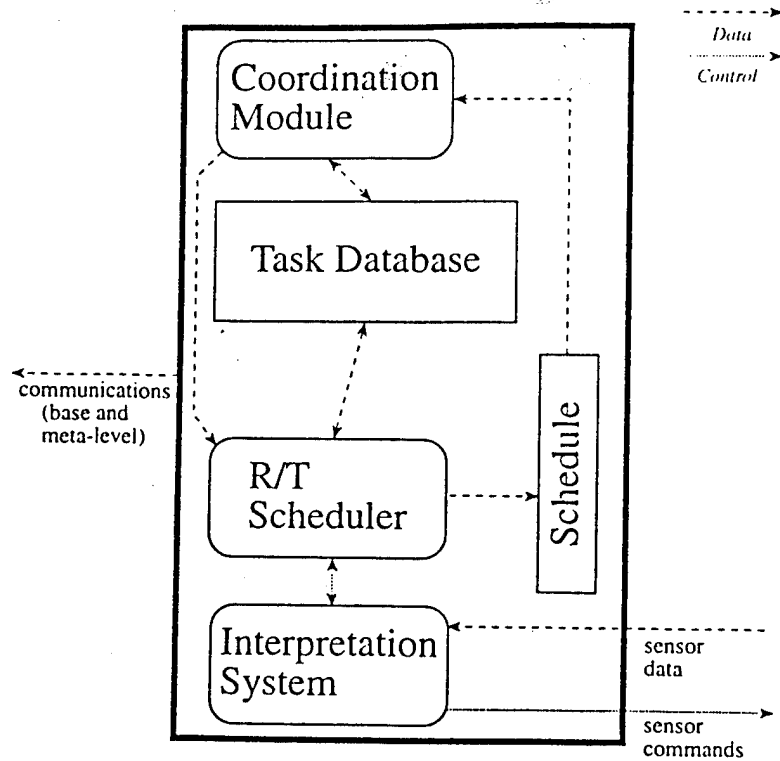 Data
Control
Coordination
Module
Task Database
communications
(base and
meta-level)
R/T
Scheduler
Schedule
Interpretation
System
sensor
data
sensor
commands